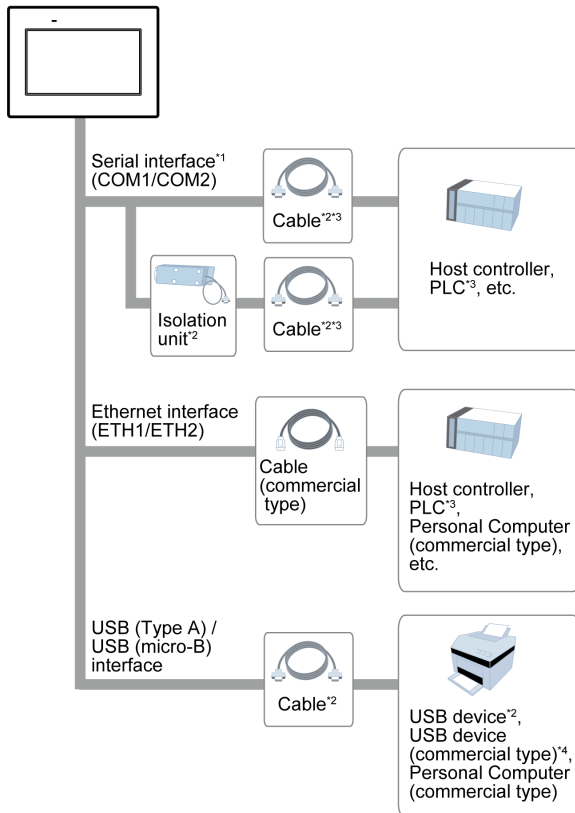 Serial interface*1
(COM1/COM2)
Cable*2*3
Host controller,
PLC*3, etc.
Isolation
unit*2
Cable*2*3
Ethernet interface
(ETH1/ETH2)
Cable
(commercial
type)
Host controller,
PLC*3,
Personal Computer
(commercial type),
etc.
USB (Type A) /
USB (micro-B)
interface
Cable*2
USB device*2,
USB device
(commercial type)*4,
Personal Computer
(commercial type)